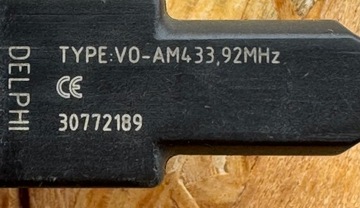 DELPHI
TYPE:VO-AM433,92MHz
CE
30772189